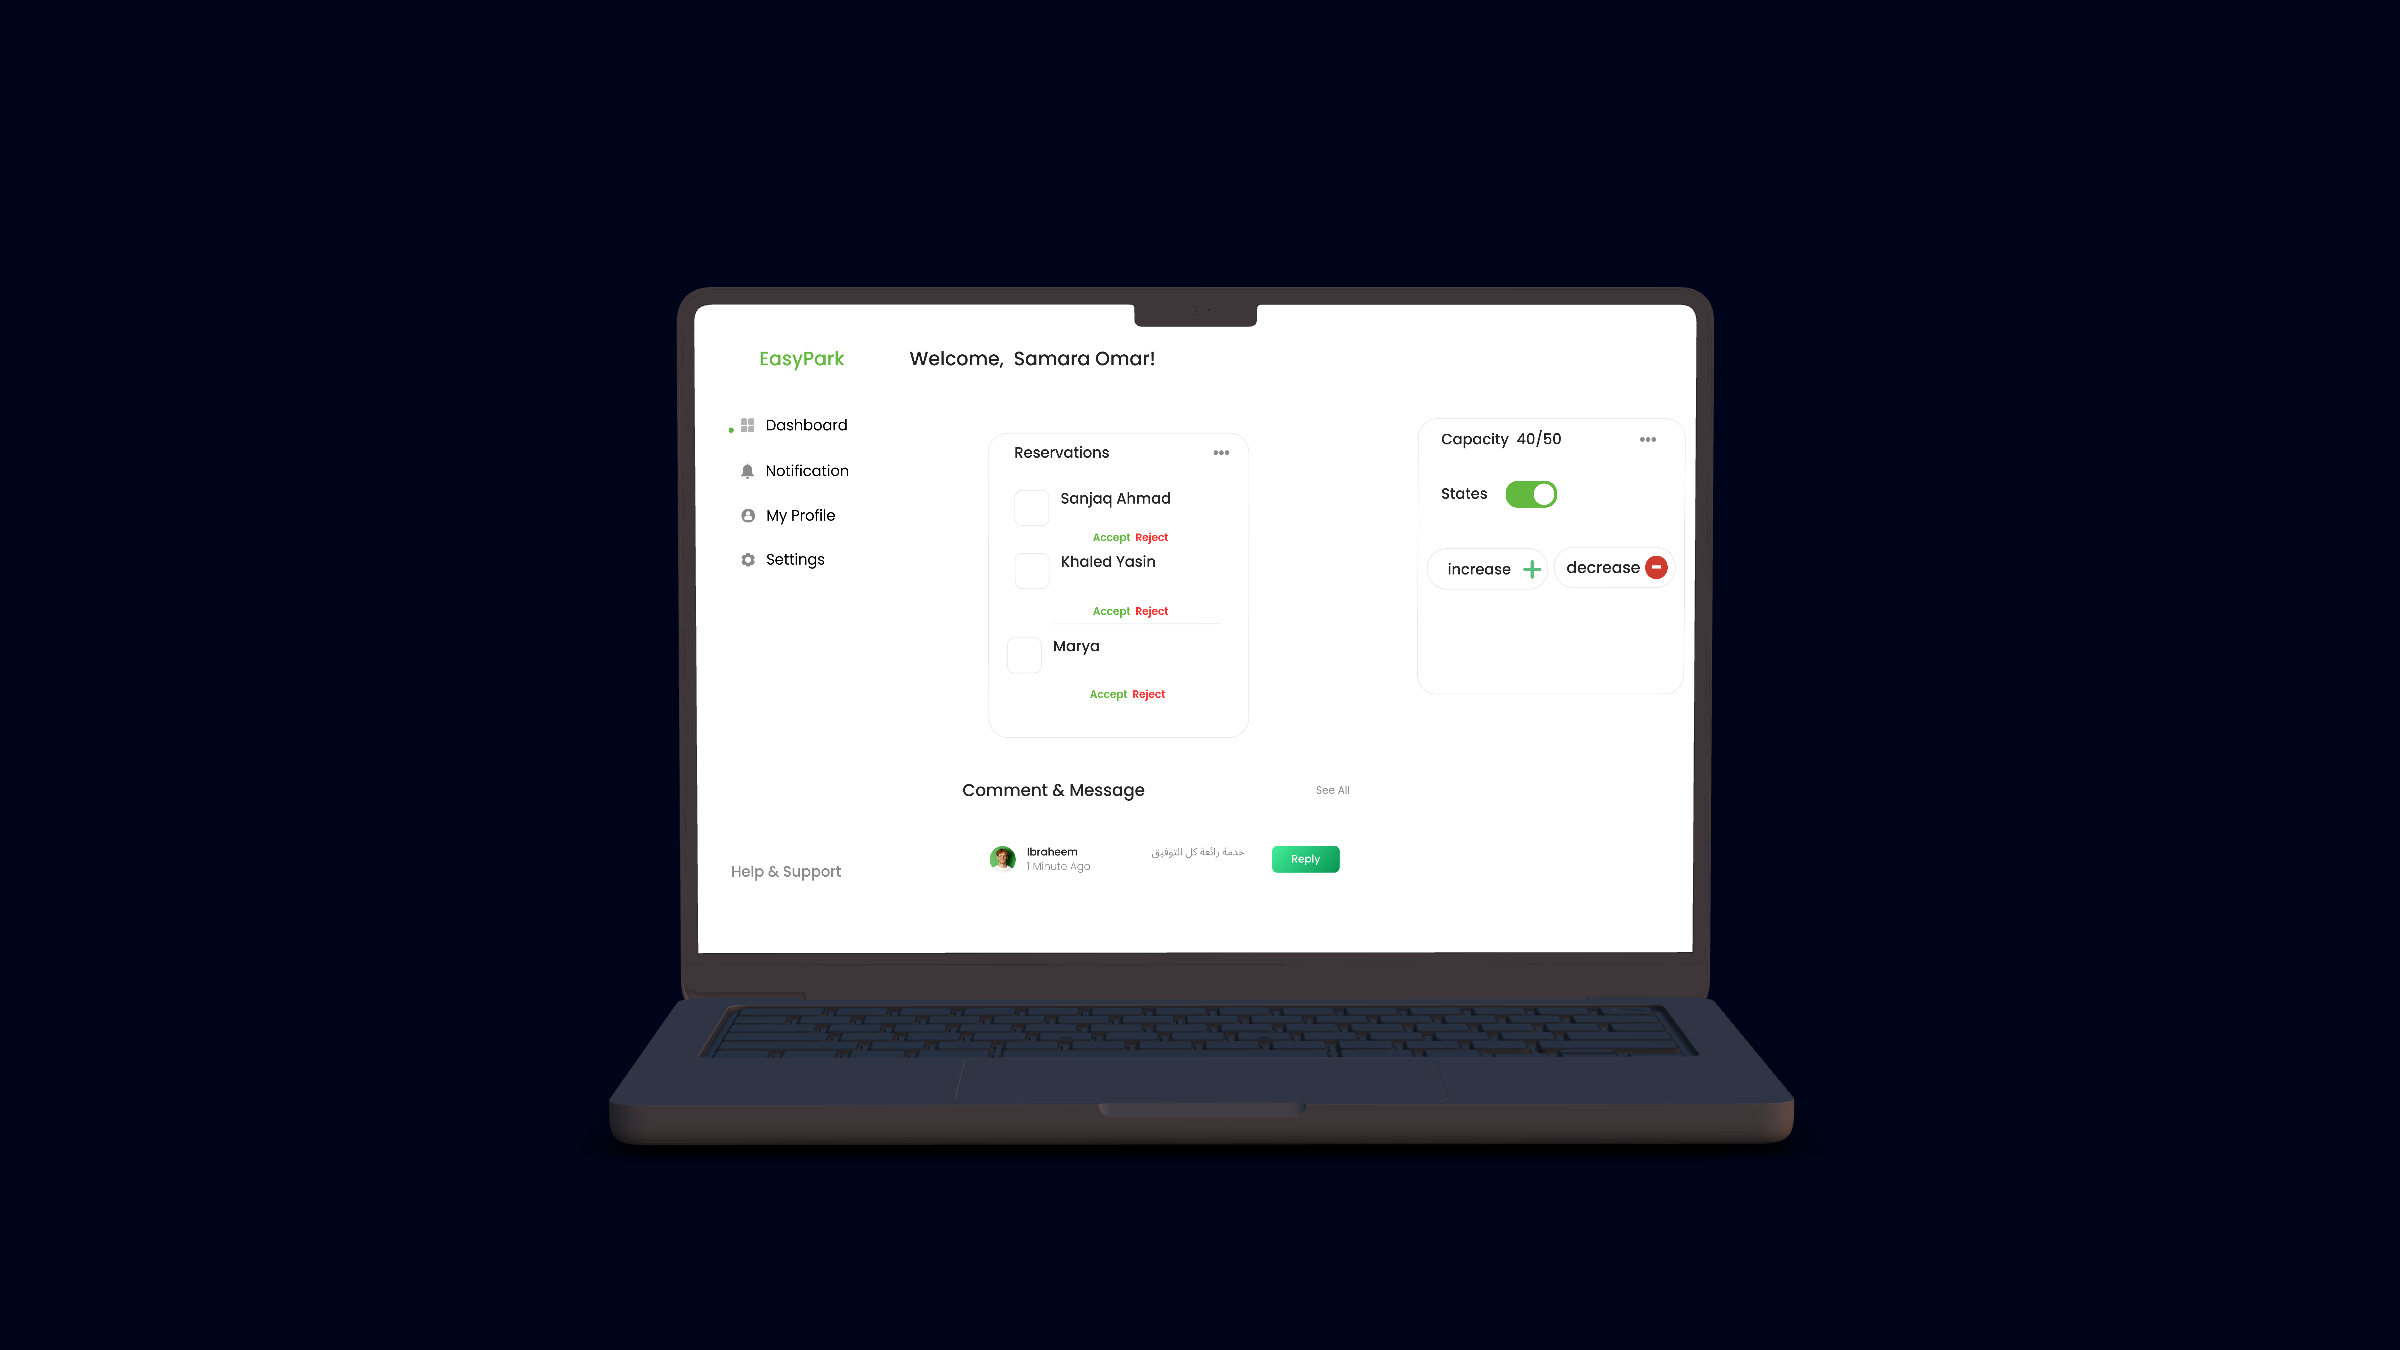 EasyPark
Welcome, Samara Omar!
Dashboard
Notification
My Profile
Settings
Help & Support
Reservations
Sanjaq Ahmad
Accept Reject
Khaled Yasin
Accept Reject
Marya
Accept Reject
Capacity 40/50
States
increase
decrease
Comment & Message
See All
Ibraheem
1 Minute Ago
خدمة رائعة كل التوفيق
Reply